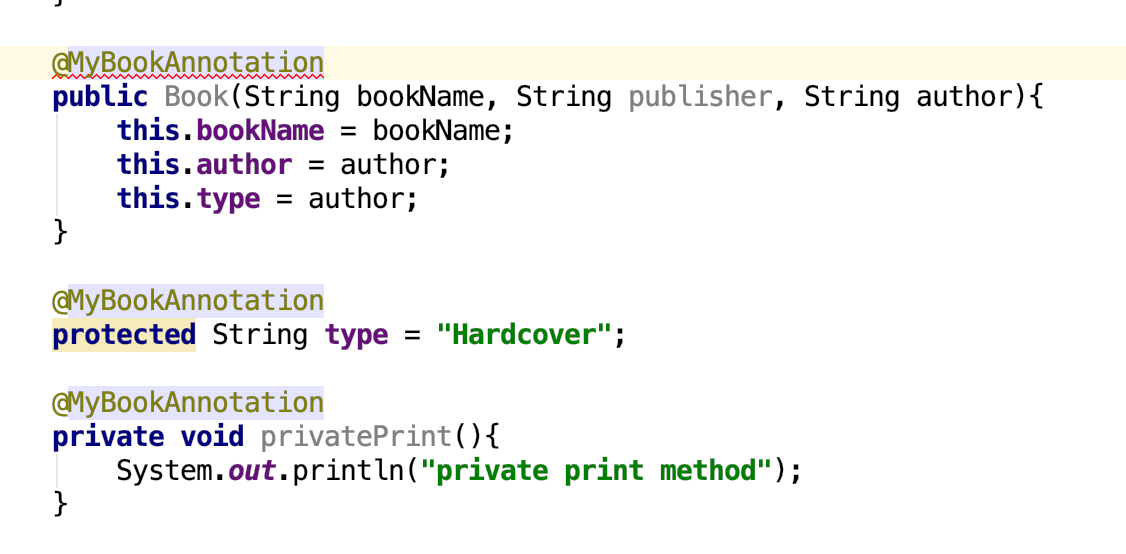 }
@MyBookAnnotation
public Book(String bookName, String publisher, String author){
    this.bookName = bookName;
    this.author = author;
    this.type = author;
}
@MyBookAnnotation
protected String type = "Hardcover";
@MyBookAnnotation
private void privatePrint(){
    System.out.println("private print method");
}